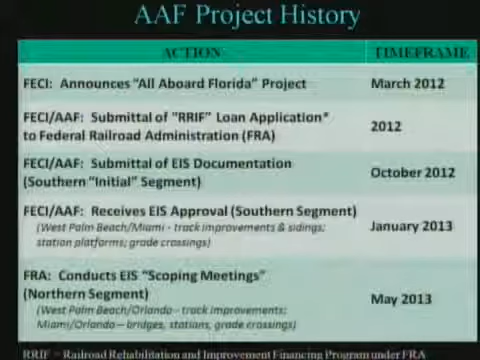 AAF Project History
ACTION TIMEFRAME
FECI: Announces "All Aboard Florida" Project March 2012
FECI/AAF: Submittal of "RRIF" Loan Application*
to Federal Railroad Administration (FRA) 2012
FECI/AAF: Submittal of EIS Documentation
(Southern "Initial" Segment) October 2012
FECI/AAF: Receives EIS Approval (Southern Segment)
(West Palm Beach/Miami - track improvements & sidings;
station platforms; grade crossings) January 2013
FRA: Conducts EIS "Scoping Meetings"
(Northern Segment)
(West Palm Beach/Orlando - track improvements;
Miami/Orlando – bridges, stations, grade crossings) May 2013
RRIF = Railroad Rehabilitation and Improvement Financing Program under FRA